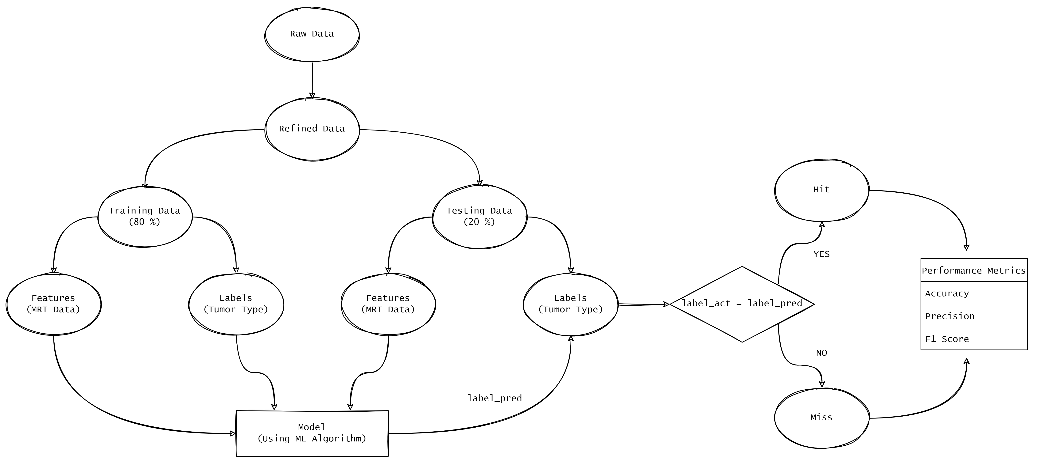 Raw Data
Refined Data
Training Data
(80 %)
Testing Data
(20 %)
Features
(MRI Data)
Labels
(Tumor Type)
Features
(MRI Data)
Labels
(Tumor Type)
Model
(Using ML Algorithm)
label_pred
label_act = label_pred
YES
NO
Hit
Miss
Performance Metrics
Accuracy
Precision
F1 Score